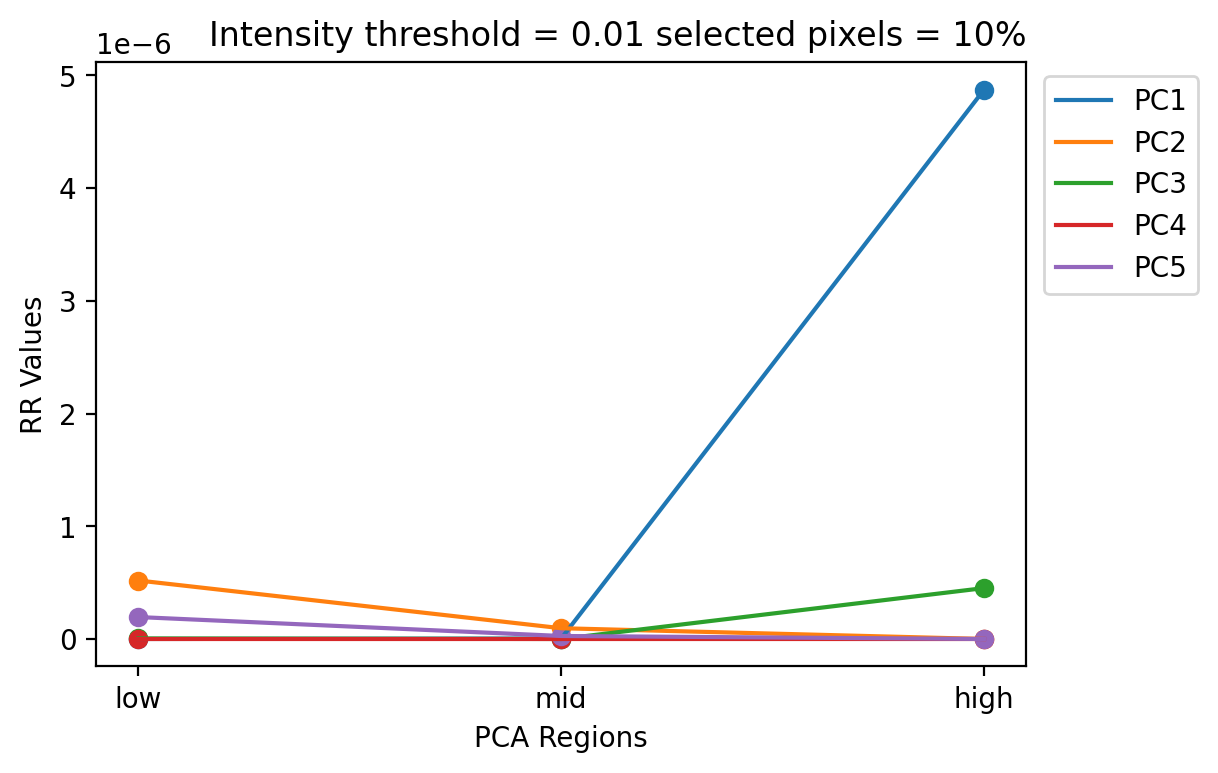 Intensity threshold = 0.01 selected pixels = 10%
1e−6
5
4
3
2
1
0
RR Values
low
mid
high
PCA Regions
PC1
PC2
PC3
PC4
PC5